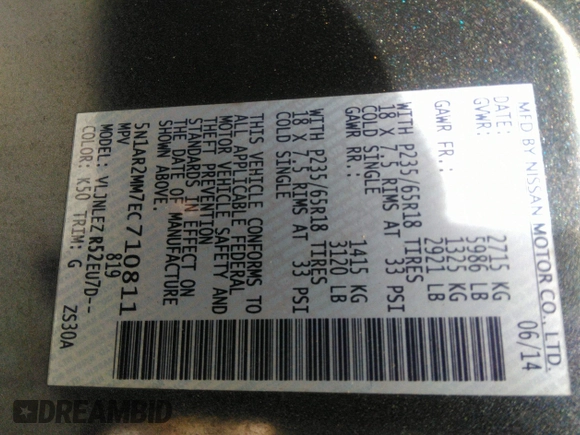 MFD BY NISSAN MOTOR CO., LTD.
DATE: 06/14
GVWR: 2715 KG
5986 LB
GAWR FR.: 1325 KG
2921 LB
WITH P235/65R18 TIRES
18 X 7.5 RIMS AT 33 PSI
COLD SINGLE
GAWR RR.: 1415 KG
3120 LB
WITH P235/65R18 TIRES
18 X 7.5 RIMS AT 33 PSI
COLD SINGLE
THIS VEHICLE CONFORMS TO
ALL APPLICABLE FEDERAL
MOTOR VEHICLE SAFETY AND
THEFT PREVENTION
STANDARDS IN EFFECT ON
THE DATE OF MANUFACTURE
SHOWN ABOVE.
5N1AR2MM7EC710811
MPV 819
MODEL: VLJNLEZ R52EU7D--
COLOR: K50 TRIM: G ZS30A
DREAMBID